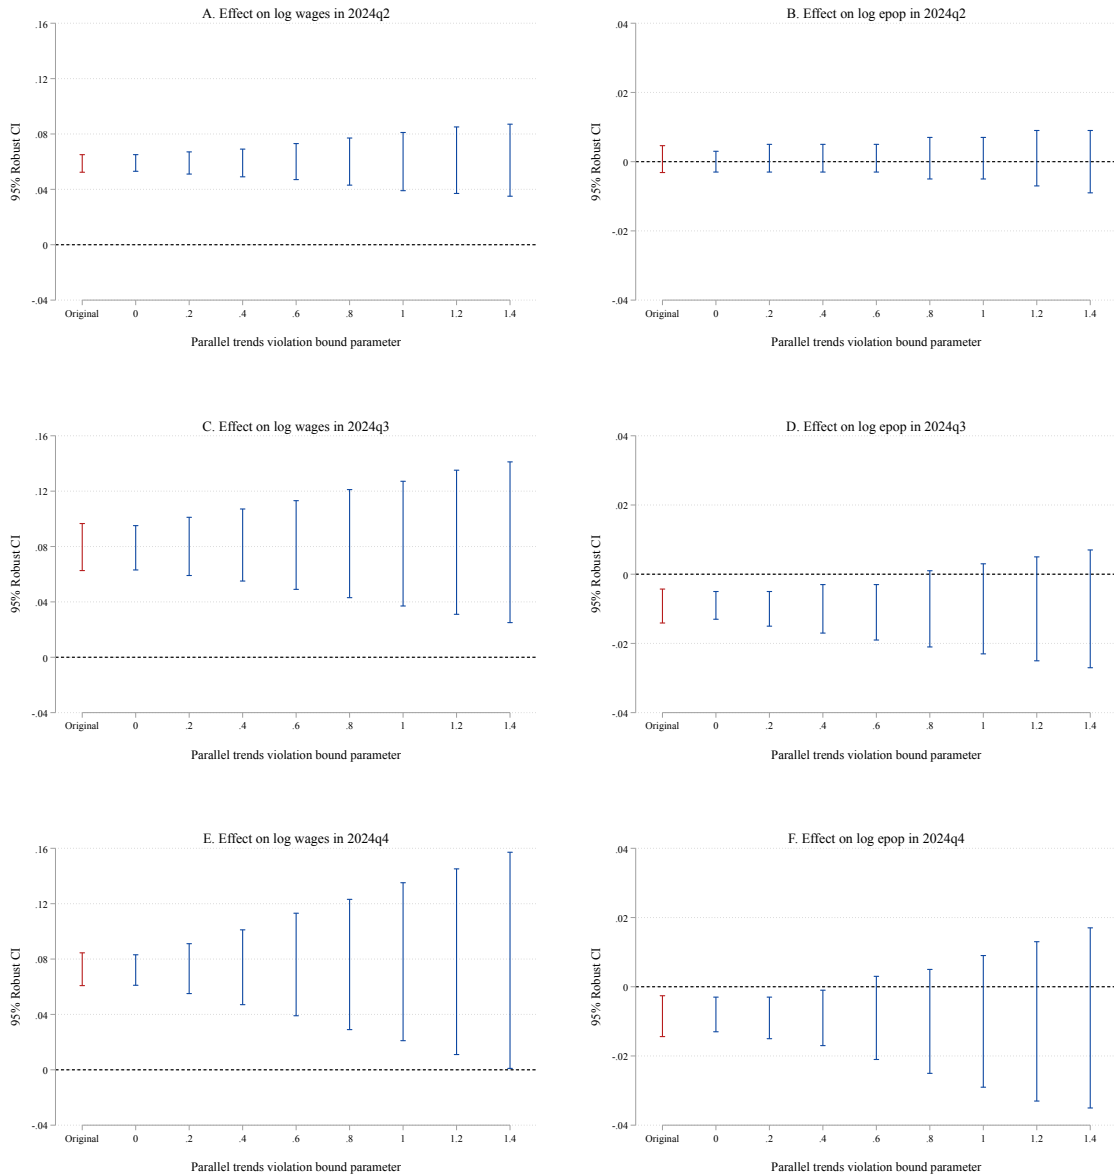 A. Effect on log wages in 2024q2
.16
.12
.08
.04
0
-.04
95% Robust CI
Original 0 .2 .4 .6 .8 1 1.2 1.4
Parallel trends violation bound parameter
B. Effect on log epop in 2024q2
.04
.02
0
-.02
-.04
95% Robust CI
Original 0 .2 .4 .6 .8 1 1.2 1.4
Parallel trends violation bound parameter
C. Effect on log wages in 2024q3
.16
.12
.08
.04
0
-.04
95% Robust CI
Original 0 .2 .4 .6 .8 1 1.2 1.4
Parallel trends violation bound parameter
D. Effect on log epop in 2024q3
.04
.02
0
-.02
-.04
95% Robust CI
Original 0 .2 .4 .6 .8 1 1.2 1.4
Parallel trends violation bound parameter
E. Effect on log wages in 2024q4
.16
.12
.08
.04
0
-.04
95% Robust CI
Original 0 .2 .4 .6 .8 1 1.2 1.4
Parallel trends violation bound parameter
F. Effect on log epop in 2024q4
.04
.02
0
-.02
-.04
95% Robust CI
Original 0 .2 .4 .6 .8 1 1.2 1.4
Parallel trends violation bound parameter